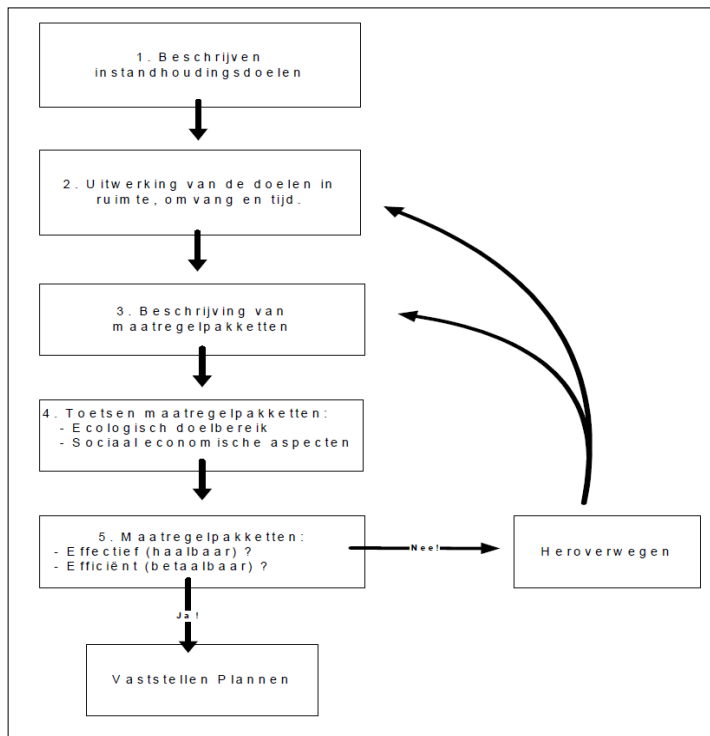 1. Beschrijven
instandhoudingsdoelen
2. Uitwerking van de doelen in
ruimte, omvang en tijd.
3. Beschrijving van
maatregelpakketten
4. Toetsen maatregelpakketten:
- Ecologisch doelbereik
- Sociaal economische aspecten
5. Maatregelpakketten:
- Effectief (haalbaar) ?
- Efficiënt (betaalbaar) ?
Nee!
Heroverwegen
Ja!
Vaststellen Plannen